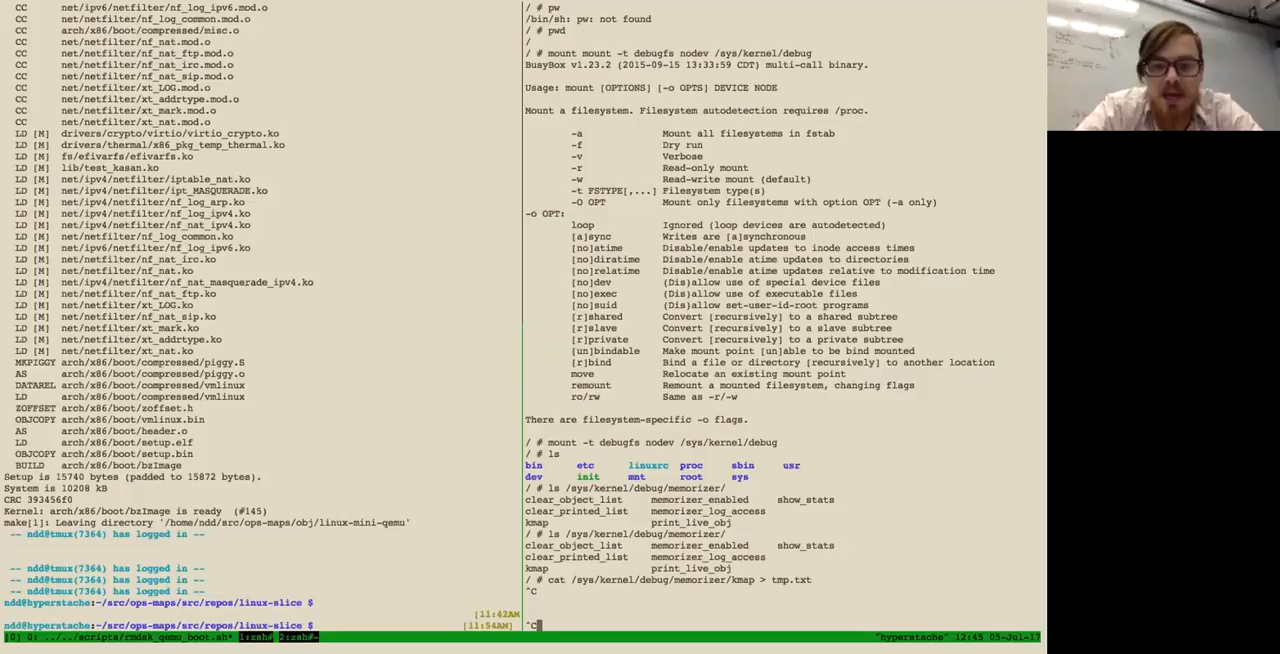 CC net/ipv6/netfilter/nf_log_ipv6.mod.o
CC net/netfilter/nf_log_common.mod.o
CC arch/x86/boot/compressed/misc.o
CC net/netfilter/nf_nat.mod.o
CC net/netfilter/nf_nat_ftp.mod.o
CC net/netfilter/nf_nat_irc.mod.o
CC net/netfilter/nf_nat_sip.mod.o
CC net/netfilter/xt_LOG.mod.o
CC net/netfilter/xt_addrtype.mod.o
CC net/netfilter/xt_mark.mod.o
CC net/netfilter/xt_nat.mod.o
LD [M] drivers/crypto/virtio/virtio_crypto.ko
LD [M] drivers/thermal/x86_pkg_temp_thermal.ko
LD [M] fs/efivarfs/efivarfs.ko
LD [M] lib/test_kasan.ko
LD [M] net/ipv4/netfilter/iptable_nat.ko
LD [M] net/ipv4/netfilter/ipt_MASQUERADE.ko
LD [M] net/ipv4/netfilter/nf_log_arp.ko
LD [M] net/ipv4/netfilter/nf_log_ipv4.ko
LD [M] net/ipv4/netfilter/nf_nat_ipv4.ko
LD [M] net/netfilter/nf_log_common.ko
LD [M] net/ipv6/netfilter/nf_log_ipv6.ko
LD [M] net/netfilter/nf_nat_irc.ko
LD [M] net/netfilter/nf_nat.ko
LD [M] net/ipv4/netfilter/nf_nat_masquerade_ipv4.ko
LD [M] net/netfilter/nf_nat_ftp.ko
LD [M] net/netfilter/xt_LOG.ko
LD [M] net/netfilter/nf_nat_sip.ko
LD [M] net/netfilter/xt_mark.ko
LD [M] net/netfilter/xt_addrtype.ko
LD [M] net/netfilter/xt_nat.ko
MKPIGGY arch/x86/boot/compressed/piggy.S
AS arch/x86/boot/compressed/piggy.o
DATAREL arch/x86/boot/compressed/vmlinux
LD arch/x86/boot/compressed/vmlinux
ZOFFSET arch/x86/boot/zoffset.h
OBJCOPY arch/x86/boot/vmlinux.bin
AS arch/x86/boot/header.o
LD arch/x86/boot/setup.elf
OBJCOPY arch/x86/boot/setup.bin
BUILD arch/x86/boot/bzImage
Setup is 15740 bytes (padded to 15872 bytes).
System is 10208 kB
CRC 393456f0
Kernel: arch/x86/boot/bzImage is ready (#145)
make[1]: Leaving directory '/home/ndd/src/ops-maps/obj/linux-mini-qemu'
-- ndd@tmux(7364) has logged in --
-- ndd@tmux(7364) has logged in --
-- ndd@tmux(7364) has logged in --
-- ndd@tmux(7364) has logged in --
ndd@hyperstache:~/src/ops-maps/src/repos/linux-slice $
[11:42AM
ndd@hyperstache:~/src/ops-maps/src/repos/linux-slice $ [11:54AM]
/ # pw
/bin/sh: pw: not found
/ # pwd
/
/ # mount mount -t debugfs nodev /sys/kernel/debug
BusyBox v1.23.2 (2015-09-15 13:33:59 CDT) multi-call binary.
Usage: mount [OPTIONS] [-o OPTS] DEVICE NODE
Mount a filesystem. Filesystem autodetection requires /proc.
-a Mount all filesystems in fstab
-f Dry run
-v Verbose
-r Read-only mount
-w Read-write mount (default)
-t FSTYPE[,...] Filesystem type(s)
-O OPT Mount only filesystems with option OPT (-a only)
-o OPT:
loop Ignored (loop devices are autodetected)
[a]sync Writes are [a]synchronous
[no]atime Disable/enable updates to inode access times
[no]diratime Disable/enable atime updates to directories
[no]relatime Disable/enable atime updates relative to modification time
[no]dev (Dis)allow use of special device files
[no]exec (Dis)allow use of executable files
[no]suid (Dis)allow set-user-id-root programs
[r]shared Convert [recursively] to a shared subtree
[r]slave Convert [recursively] to a slave subtree
[r]private Convert [recursively] to a private subtree
[un]bindable Make mount point [un]able to be bind mounted
[r]bind Bind a file or directory [recursively] to another location
move Relocate an existing mount point
remount Remount a mounted filesystem, changing flags
ro/rw Same as -r/-w
There are filesystem-specific -o flags.
/ # mount -t debugfs nodev /sys/kernel/debug
/ # ls
bin etc linuxrc proc sbin usr
dev init mnt root sys
/ # ls /sys/kernel/debug/memorizer/
clear_object_list memorizer_enabled show_stats
clear_printed_list memorizer_log_access
kmap print_live_obj
/ # ls /sys/kernel/debug/memorizer/
clear_object_list memorizer_enabled show_stats
clear_printed_list memorizer_log_access
kmap print_live_obj
/ # cat /sys/kernel/debug/memorizer/kmap > tmp.txt
^C
^C
[0] 0: ../../scripts/rmdsk_qemu_boot.sh* 1:zsh# 2:zsh#- "hyperstache" 12:45 05-Jul-17